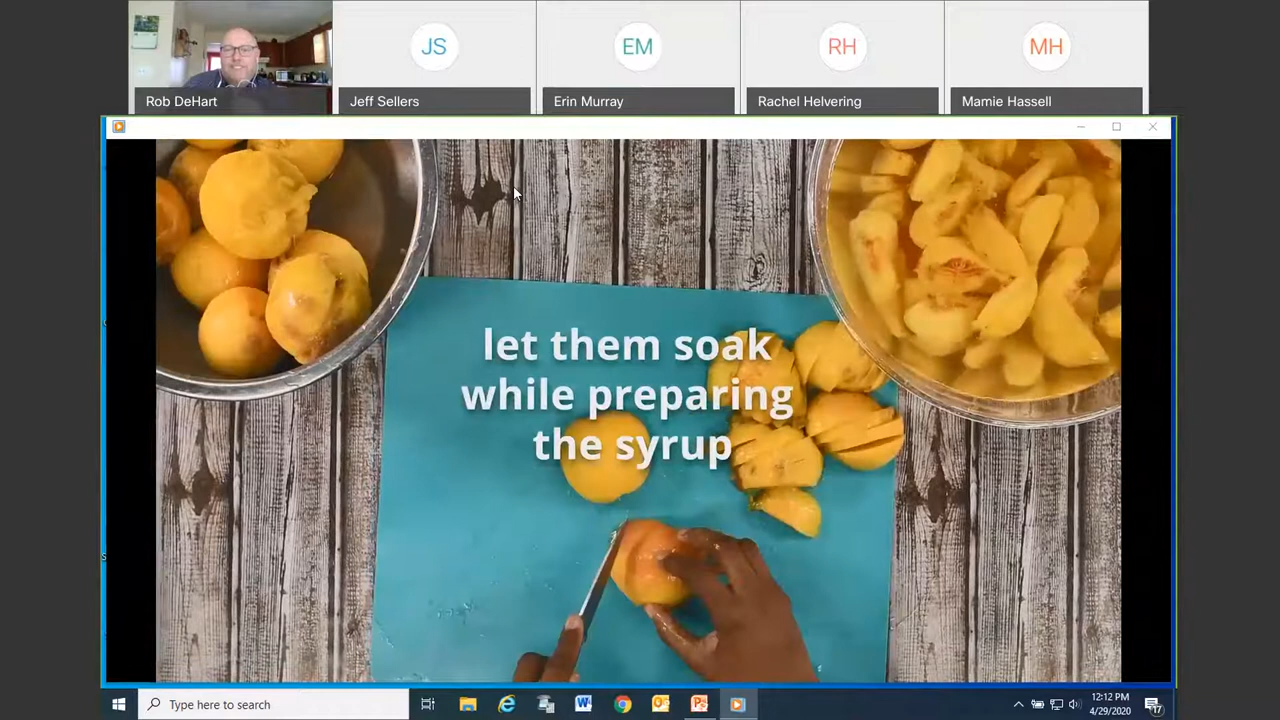 JS
EM
RH
MH
Rob DeHart
Jeff Sellers
Erin Murray
Rachel Helvering
Mamie Hassell
let them soak
while preparing
the syrup
Type here to search
12:12 PM
4/29/2020
17